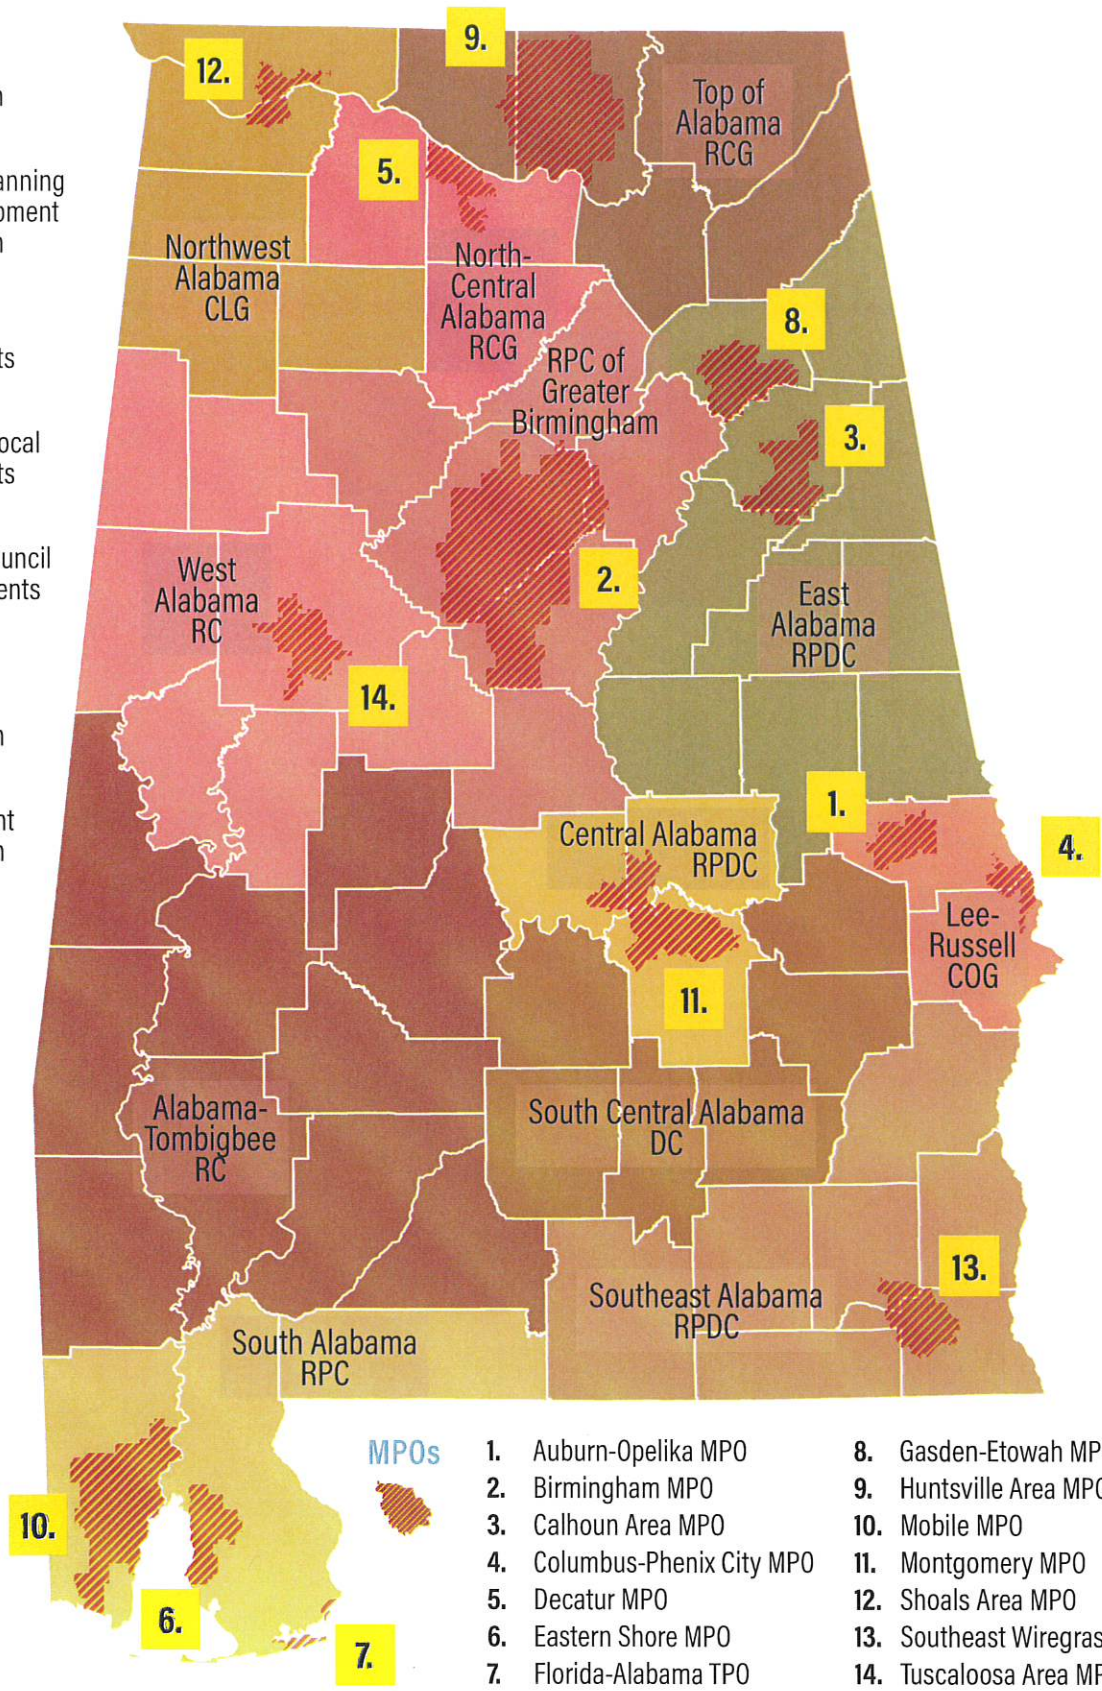 n
anning
pment
n
ts
ocal
ts
uncil
ents
n
nt
n
9.
12.
Top of
Alabama
RCG
5.
Northwest
Alabama
CLG
North-
Central
Alabama
RCG
8.
RPC of
Greater
Birmingham
3.
2.
West
Alabama
RC
East
Alabama
RPDC
14.
1.
Central Alabama
RPDC
4.
Lee-
Russell
COG
11.
Alabama-
Tombigbee
RC
South Central Alabama
DC
13.
Southeast Alabama
RPDC
South Alabama
RPC
10.
6.
7.
MPOs
1. Auburn-Opelika MPO
2. Birmingham MPO
3. Calhoun Area MPO
4. Columbus-Phenix City MPO
5. Decatur MPO
6. Eastern Shore MPO
7. Florida-Alabama TPO
8. Gasden-Etowah MP
9. Huntsville Area MPO
10. Mobile MPO
11. Montgomery MPO
12. Shoals Area MPO
13. Southeast Wiregras
14. Tuscaloosa Area MP